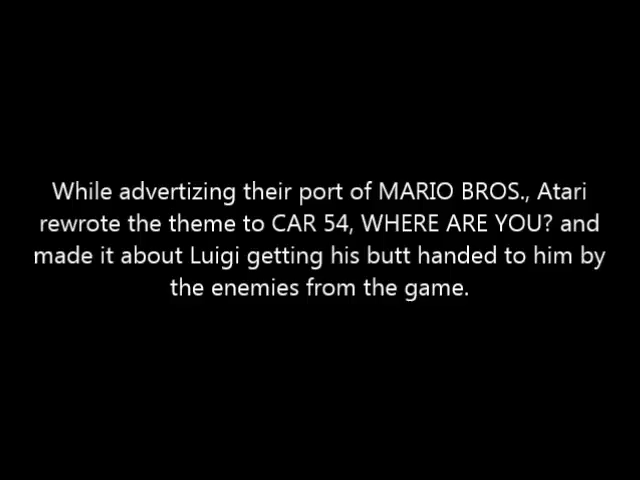 While advertizing their port of MARIO BROS., Atari
rewrote the theme to CAR 54, WHERE ARE YOU? and
made it about Luigi getting his butt handed to him by
the enemies from the game.